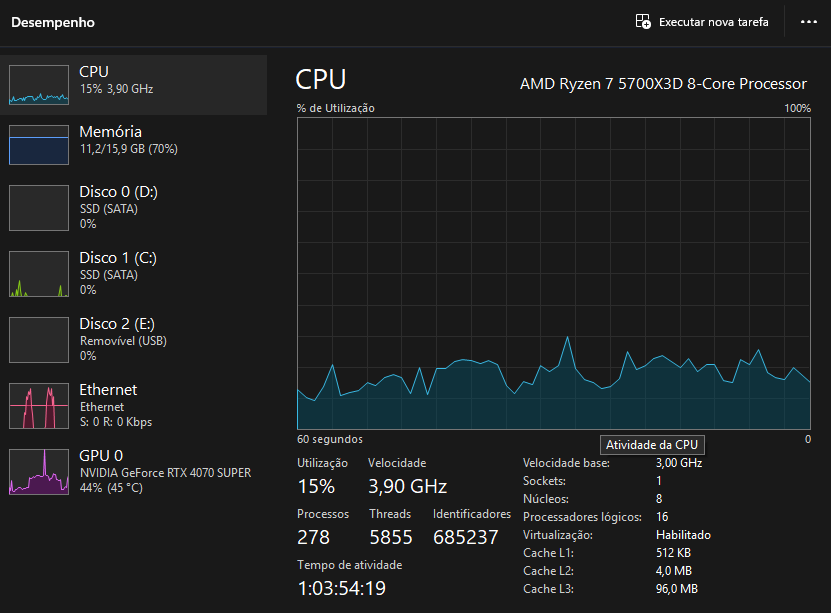 Desempenho
Executar nova tarefa
CPU
15% 3,90 GHz
Memória
11,2/15,9 GB (70%)
Disco 0 (D:)
SSD (SATA)
0%
Disco 1 (C:)
SSD (SATA)
0%
Disco 2 (E:)
Removível (USB)
0%
Ethernet
Ethernet
S: 0 R: 0 Kbps
GPU 0
NVIDIA GeForce RTX 4070 SUPER
44% (45 °C)
CPU
AMD Ryzen 7 5700X3D 8-Core Processor
% de Utilização 100%
60 segundos 0
Atividade da CPU
Utilização Velocidade
15% 3,90 GHz
Processos Threads Identificadores
278 5855 685237
Tempo de atividade
1:03:54:19
Velocidade base: 3,00 GHz
Sockets: 1
Núcleos: 8
Processadores lógicos: 16
Virtualização: Habilitado
Cache L1: 512 KB
Cache L2: 4,0 MB
Cache L3: 96,0 MB